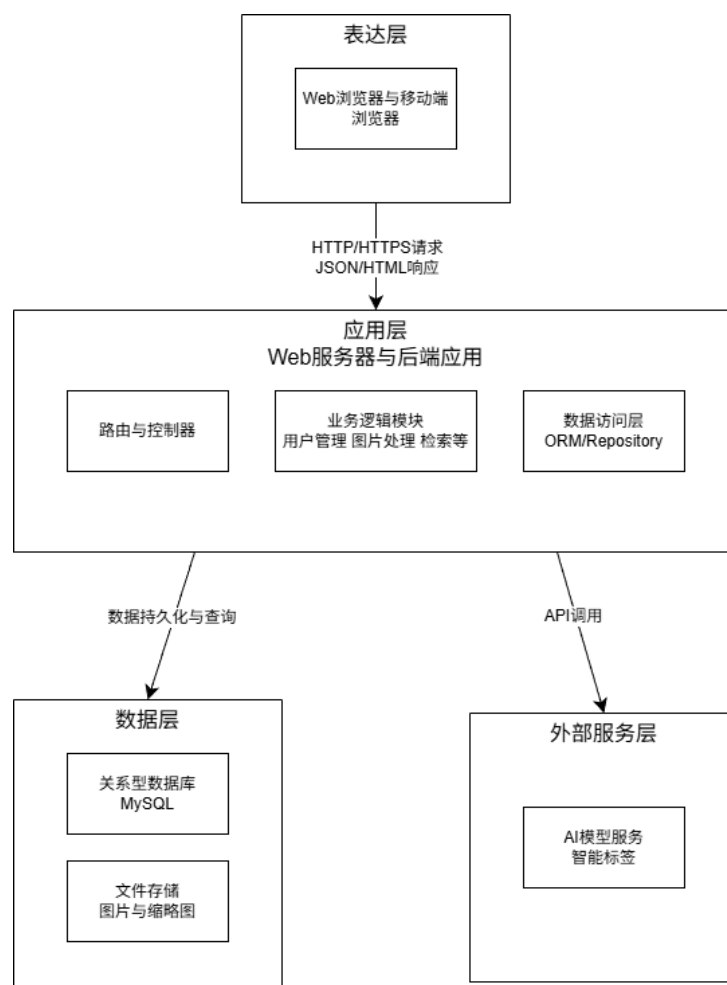 表达层
Web浏览器与移动端
浏览器
HTTP/HTTPS请求
JSON/HTML响应
应用层
Web服务器与后端应用
路由与控制器
业务逻辑模块
用户管理 图片处理 检索等
数据访问层
ORM/Repository
数据持久化与查询
API调用
数据层
关系型数据库
MySQL
文件存储
图片与缩略图
外部服务层
AI模型服务
智能标签